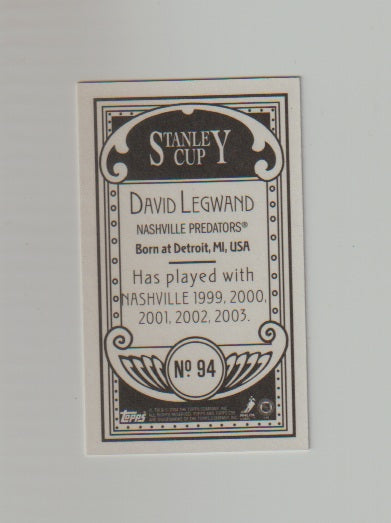 STANLEY
CUP
DAVID LEGWAND
NASHVILLE PREDATORS®
Born at Detroit, MI, USA
Has played with
NASHVILLE 1999, 2000,
2001, 2002, 2003.
Nº 94
topps